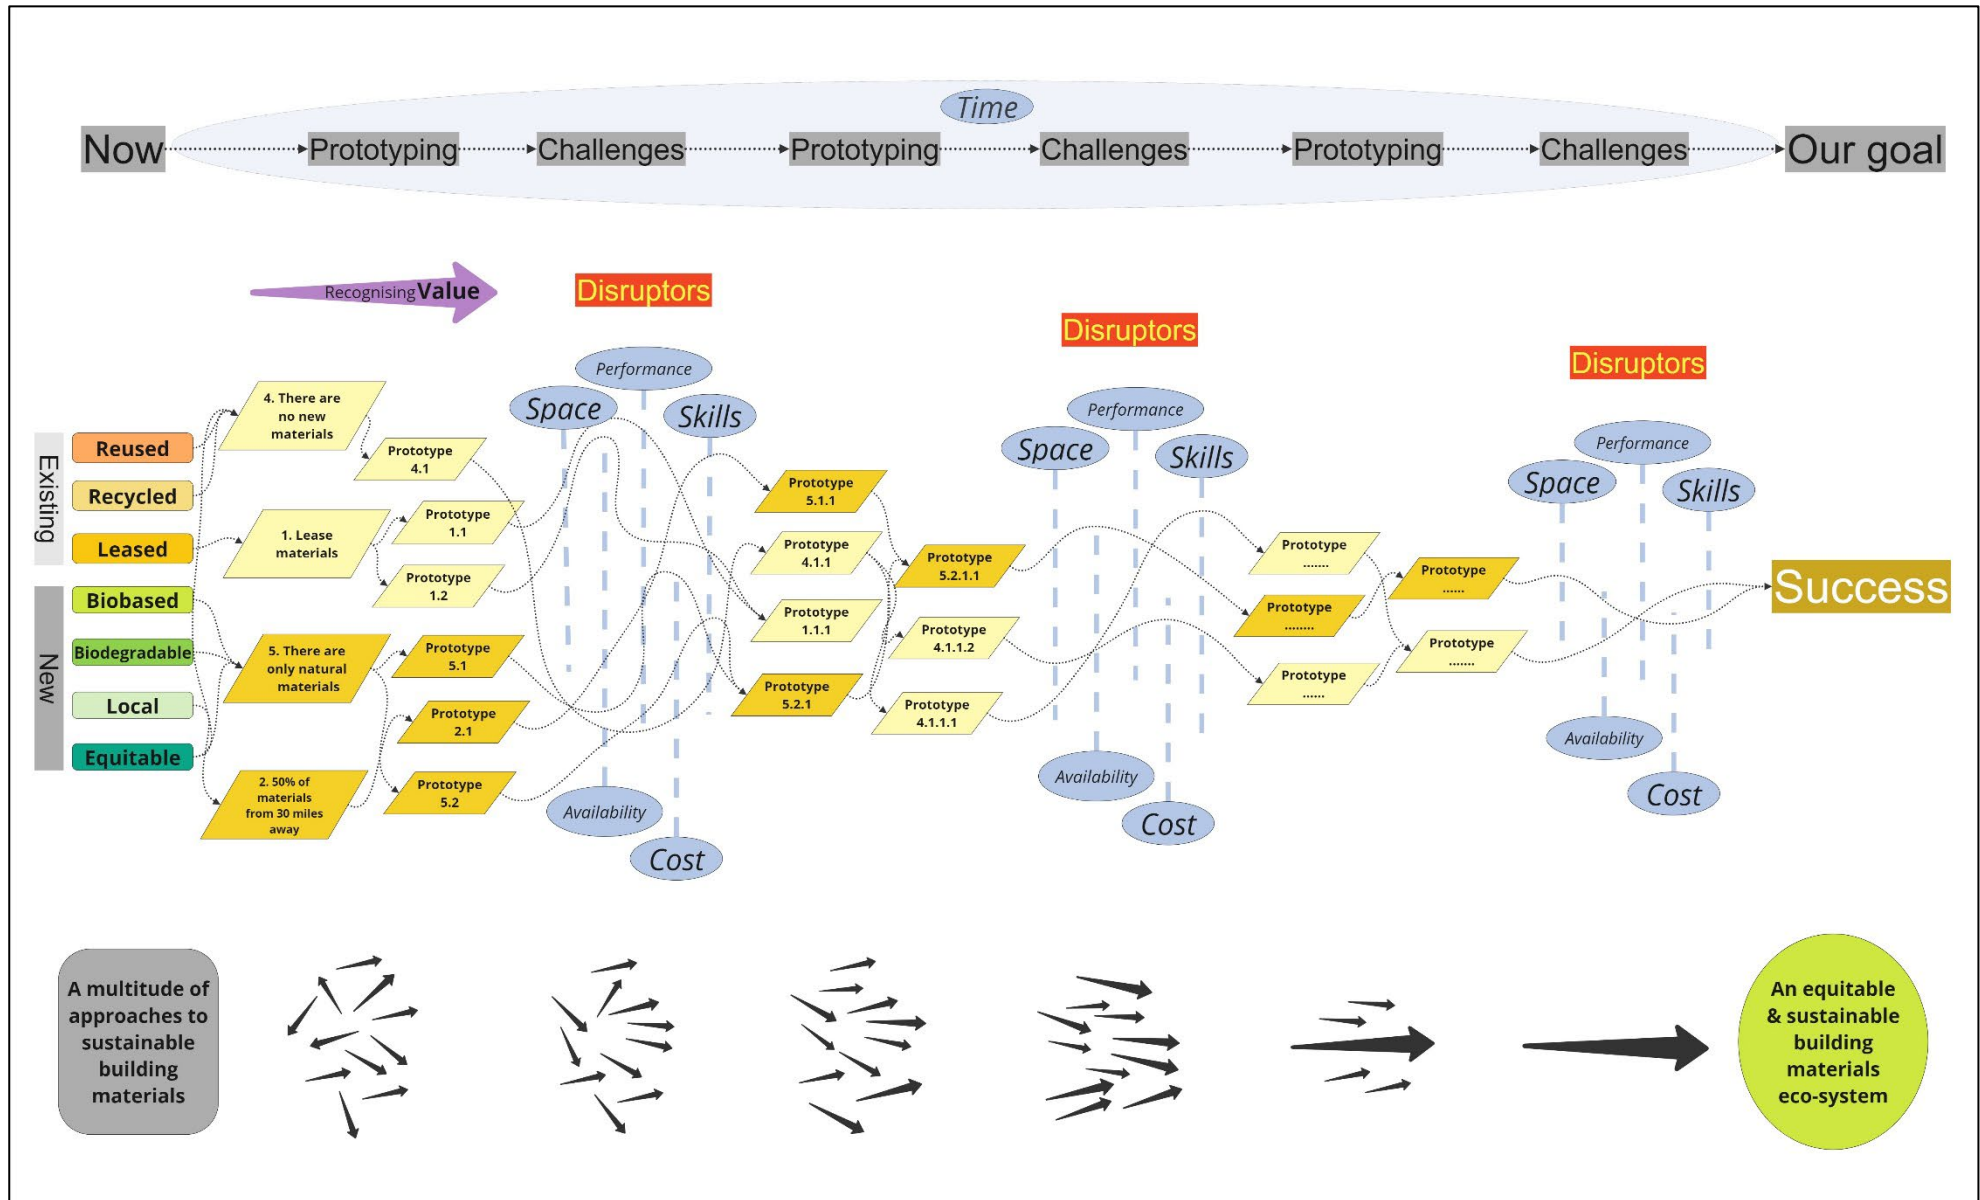 Time
Now
Prototyping
Challenges
Prototyping
Challenges
Prototyping
Challenges
Our goal
Recognising Value
Disruptors
Disruptors
Disruptors
Existing
Reused
Recycled
Leased
New
Biobased
Biodegradable
Local
Equitable
4. There are
no new
materials
Prototype
4.1
1. Lease
materials
Prototype
1.1
Prototype
1.2
5. There are
only natural
materials
Prototype
5.1
Prototype
2.1
2. 50% of
materials
from 30 miles
away
Prototype
5.2
Performance
Space
Skills
Availability
Cost
Prototype
5.1.1
Prototype
4.1.1
Prototype
1.1.1
Prototype
5.2.1
Prototype
5.2.1.1
Prototype
4.1.1.2
Prototype
4.1.1.1
Performance
Space
Skills
Availability
Cost
Prototype
.......
Prototype
........
Prototype
......
Prototype
......
Prototype
.......
Performance
Space
Skills
Availability
Cost
Success
A multitude of
approaches to
sustainable
building
materials
An equitable
& sustainable
building
materials
eco-system